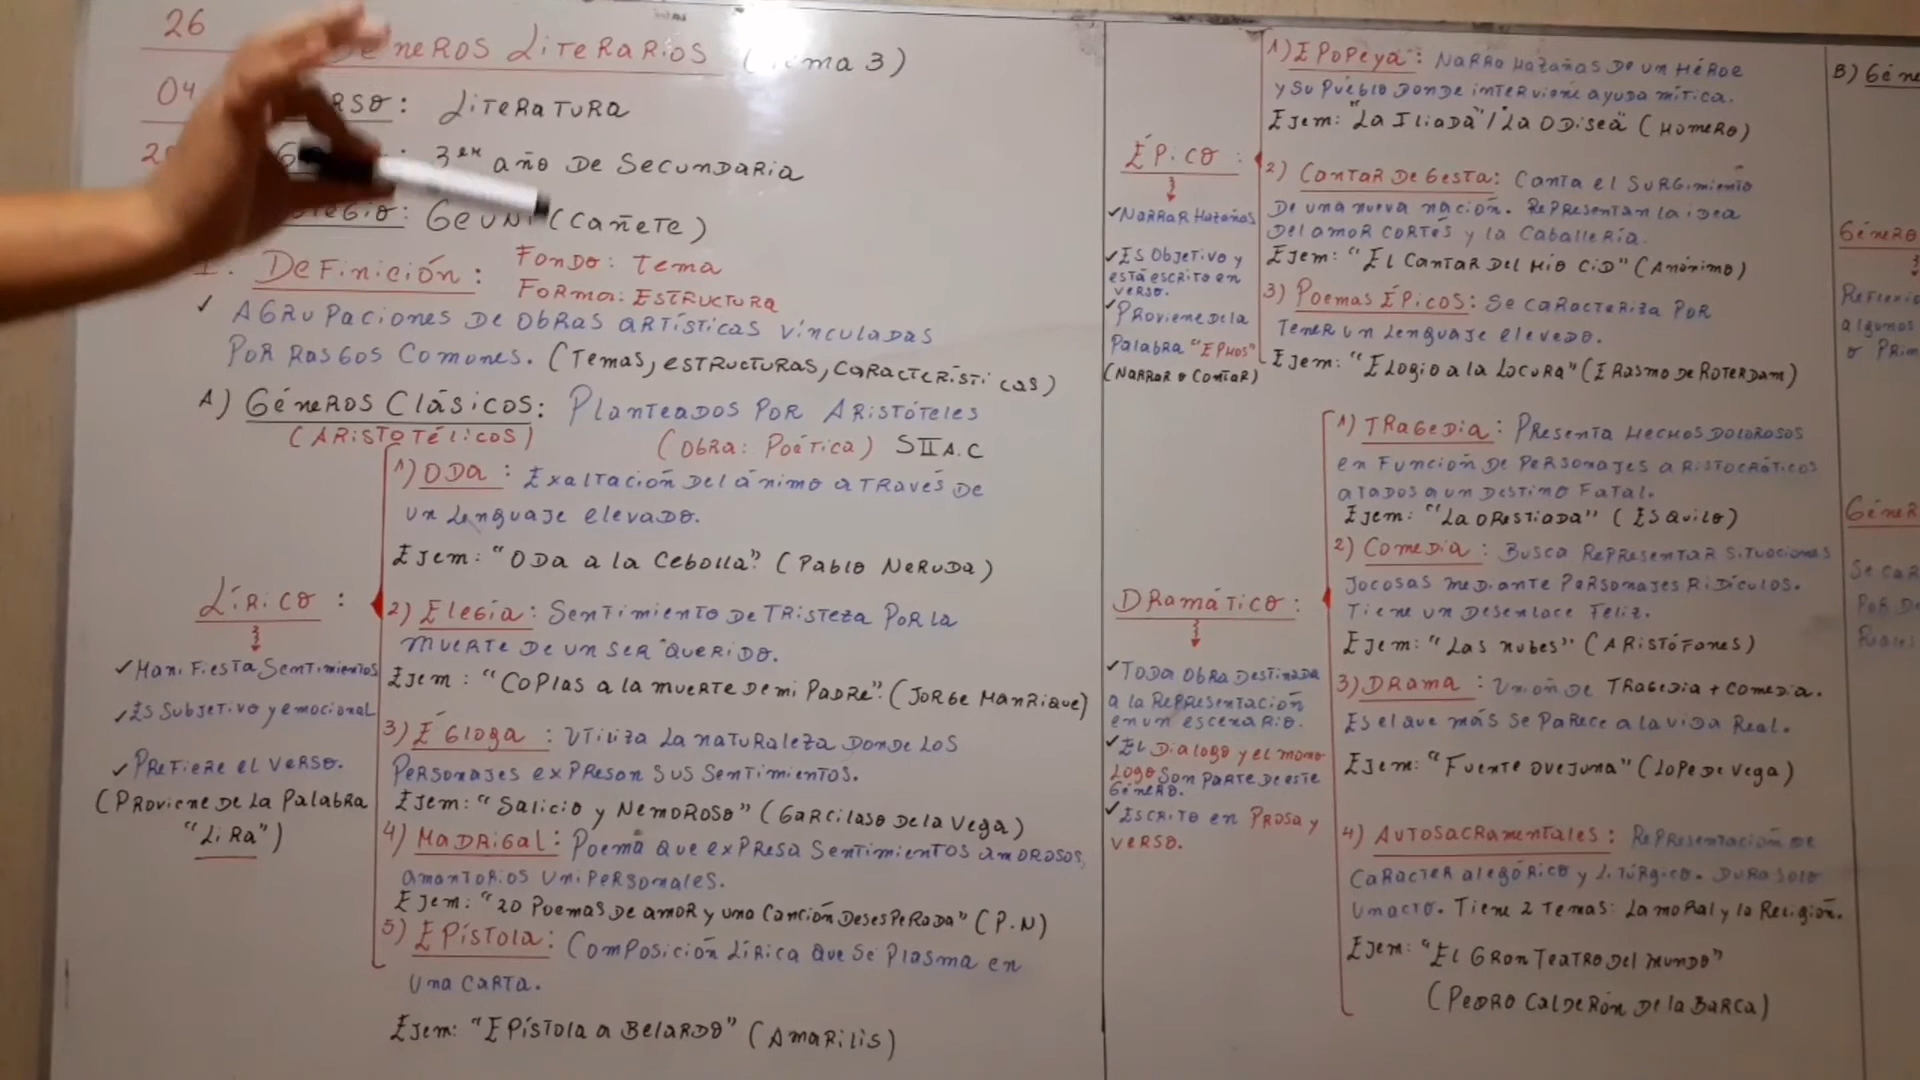 26
GÉNEROS LITERARIOS (Tema 3)
04
CURSO: LITERATURA
3er año DE SECUNDARIA
COLEGIO: GEUNI (CAÑETE)
I. DEFINICIÓN:
FONDO: TEMA
FORMA: ESTRUCTURA
✓ AGRUPACIONES DE OBRAS ARTÍSTICAS VINCULADAS
POR RASGOS COMUNES. (TEMAS, ESTRUCTURAS, CARACTERÍSTICAS)
A) GÉNEROS CLÁSICOS: PLANTEADOS POR ARISTÓTELES
(ARISTOTÉLICOS) (OBRA: POÉTICA) S II A.C
LÍRICO:
✓ MANIFIESTA SENTIMIENTOS
✓ ES SUBJETIVO y emocional
✓ PREFIERE el VERSO.
(PROVIENE DE LA PALABRA
"LIRA")
1) ODA: EXALTACIÓN DEL ÁNIMO A TRAVÉS DE
UN LENGUAJE elevADO.
EJEM: "ODA a la CEBOLLA" (PABLO NERUDA)
2) ELEGÍA: SENTIMIENTO DE TRISTEZA POR LA
MUERTE DE UN SER QUERIDO.
EJEM: "COPLAS A LA MUERTE DE MI PADRE". (JORGE MANRIQUE)
3) ÉGLOGA: UTILIZA LA NATURALEZA DONDE LOS
PERSONAJES EXPRESAN SUS SENTIMIENTOS.
EJEM: "SALICIO y NEMOROSO" (GARCILASO DE LA VEGA)
4) MADRIGAL: POEMA QUE EXPRESA SENTIMIENTOS AMOROSOS,
AMATORIOS UNIPERSONALES.
EJEM: "20 POEMAS DE AMOR y UNA CANCIÓN DESESPERADA" (P.N)
5) EPÍSTOLA: COMPOSICIÓN LÍRICA QUE SE PLASMA en
UNA CARTA.
EJEM: "EPÍSTOLA A BELARDO" (AMARILIS)
ÉPICO:
✓ NARRAR HAZAÑAS
✓ ES OBJETIVO y
ESTÁ ESCRITO en
VERSO.
✓ PROVIENE DE LA
PALABRA "EPHOS"
(NARRAR O CONTAR)
1) EPOPEYA: NARRA HAZAÑAS DE UN HÉROE
y SU PUEBLO DONDE INTERVIENE AYUDA MÍTICA.
EJEM: "LA ILIADA" / "LA ODISEA" (HOMERO)
2) CANTAR DE GESTA: CANTA el SURGIMIENTO
DE UNA NUEVA NACIÓN. REPRESENTAN LA IDEA
DEL AMOR CORTÉS y LA CABALLERÍA.
EJEM: "EL CANTAR DEL MIO CID" (ANÓNIMO)
3) POEMAS ÉPICOS: SE CARACTERIZA POR
TENER UN LENGUAJE elevado.
EJEM: "ELOGIO a la LOCURA" (ERASMO DE ROTERDAM)
DRAMÁTICO:
✓ TODA OBRA DESTINADA
A LA REPRESENTACIÓN
EN UN ESCENARIO.
✓ EL DIALOGO y el mono
LOGO SON PARTE DE ESTE
GÉNERO.
✓ ESCRITO en PROSA y
VERSO.
1) TRAGEDIA: PRESENTA HECHOS DOLOROSOS
en FUNCIÓN DE PERSONAJES ARISTOCRÁTICOS
ATADOS A UN DESTINO FATAL.
EJEM: "LA ORESTIADA" (ESQUILO)
2) COMEDIA: BUSCA REPRESENTAR SITUACIONES
JOCOSAS MEDIANTE PERSONAJES RIDÍCULOS.
TIENE UN DESENLACE FELIZ.
EJEM: "LAS NUBES" (ARISTÓFANES)
3) DRAMA: UNIÓN DE TRAGEDIA + COMEDIA.
ES el QUE MÁS SE PARECE A LA VIDA REAL.
EJEM: "FUENTE OVEJUNA" (LOPE DE VEGA)
4) AUTOSACRAMENTALES: REPRESENTACIÓN DE
CARACTER ALEGÓRICO y LITÚRGICO. DURA SOLO
UN ACTO. TIENE 2 TEMAS: LA MORAL y la RELIGIÓN.
EJEM: "EL GRAN TEATRO DEL MUNDO"
(PEDRO CALDERÓN DE LA BARCA)
B) GÉNE
GÉNERO
algunos
o PRIM
GÉNER
SE CAR
POR DE